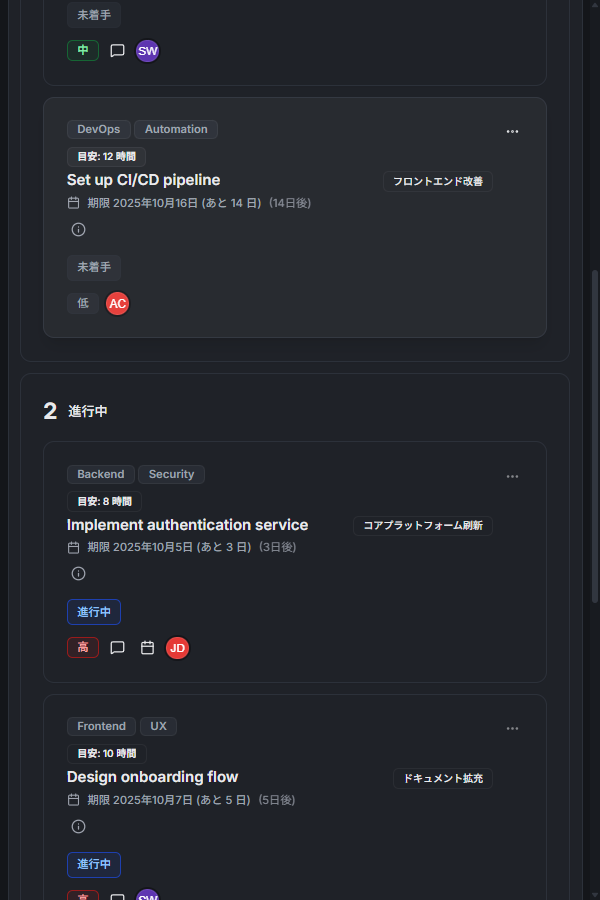 未着手
中 SW
DevOps Automation
目安: 12 時間
Set up CI/CD pipeline フロントエンド改善
期限 2025年10月16日 (あと 14 日) (14日後)
未着手
低 AC
2 進行中
Backend Security
目安: 8 時間
Implement authentication service コアプラットフォーム刷新
期限 2025年10月5日 (あと 3 日) (3日後)
進行中
高 JD
Frontend UX
目安: 10 時間
Design onboarding flow ドキュメント拡充
期限 2025年10月7日 (あと 5 日) (5日後)
進行中
高 SW